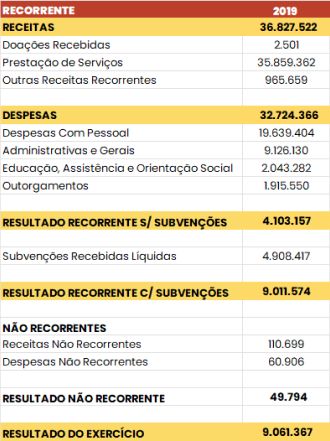 RECORRENTE 2019
RECEITAS 36.827.522
Doações Recebidas 2.501
Prestação de Serviços 35.859.362
Outras Receitas Recorrentes 965.659
DESPESAS 32.724.366
Despesas Com Pessoal 19.639.404
Administrativas e Gerais 9.126.130
Educação, Assistência e Orientação Social 2.043.282
Outorgamentos 1.915.550
RESULTADO RECORRENTE S/ SUBVENÇÕES 4.103.157
Subvenções Recebidas Líquidas 4.908.417
RESULTADO RECORRENTE C/ SUBVENÇÕES 9.011.574
NÃO RECORRENTES
Receitas Não Recorrentes 110.699
Despesas Não Recorrentes 60.906
RESULTADO NÃO RECORRENTE 49.794
RESULTADO DO EXERCÍCIO 9.061.367